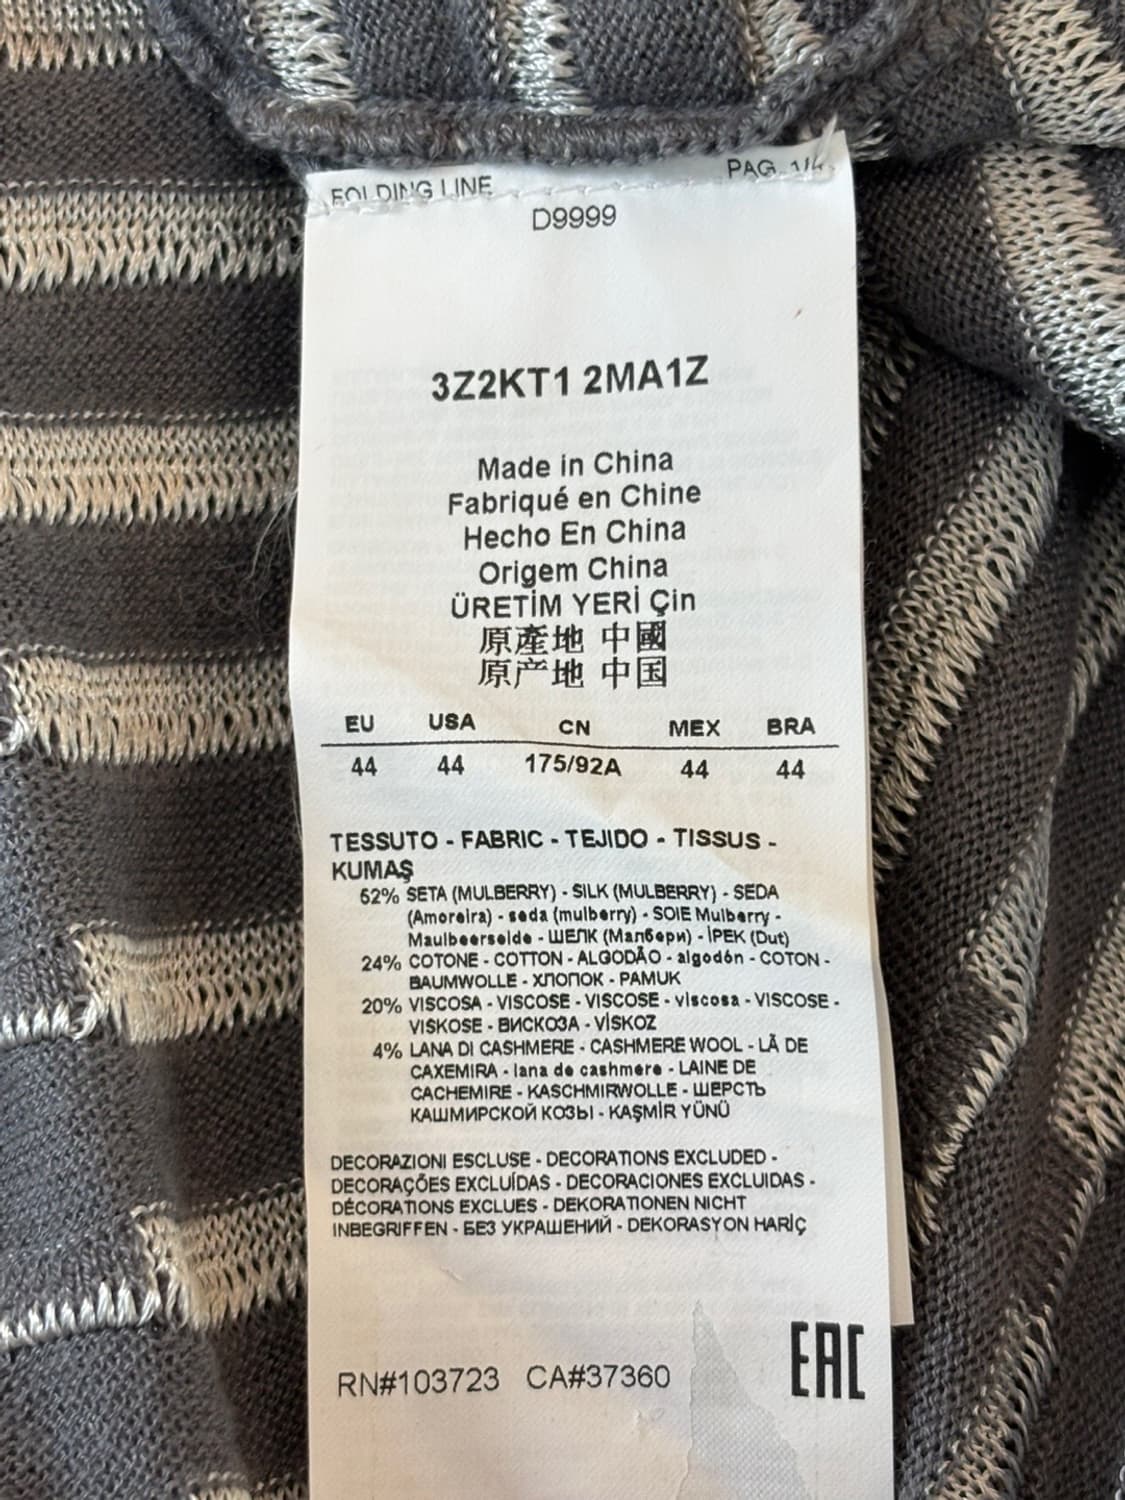 FOLDING LINE PAG. 1/4
D9999
3Z2KT1 2MA1Z
Made in China
Fabriqué en Chine
Hecho En China
Origem China
ÜRETİM YERİ Çin
原產地 中國
原产地 中国
EU USA CN MEX BRA
44 44 175/92A 44 44
TESSUTO - FABRIC - TEJIDO - TISSUS -
KUMAŞ
52% SETA (MULBERRY) - SILK (MULBERRY) - SEDA
(Amoreira) - seda (mulberry) - SOIE Mulberry -
Maulbeerseide - ШЕЛК (Малбери) - İPEK (Dut)
24% COTONE - COTTON - ALGODÃO - algodón - COTON -
BAUMWOLLE - ХЛОПОК - PAMUK
20% VISCOSA - VISCOSE - VISCOSE - viscosa - VISCOSE -
VISKOSE - ВИСКОЗА - VİSKOZ
4% LANA DI CASHMERE - CASHMERE WOOL - LÃ DE
CAXEMIRA - lana de cashmere - LAINE DE
CACHEMIRE - KASCHMIRWOLLE - ШЕРСТЬ
КАШМИРСКОЙ КОЗЫ - KAŞMİR YÜNÜ
DECORAZIONI ESCLUSE - DECORATIONS EXCLUDED -
DECORAÇÕES EXCLUÍDAS - DECORACIONES EXCLUIDAS -
DÉCORATIONS EXCLUES - DEKORATIONEN NICHT
INBEGRIFFEN - БЕЗ УКРАШЕНИЙ - DEKORASYON HARİÇ
RN#103723 CA#37360
EAC